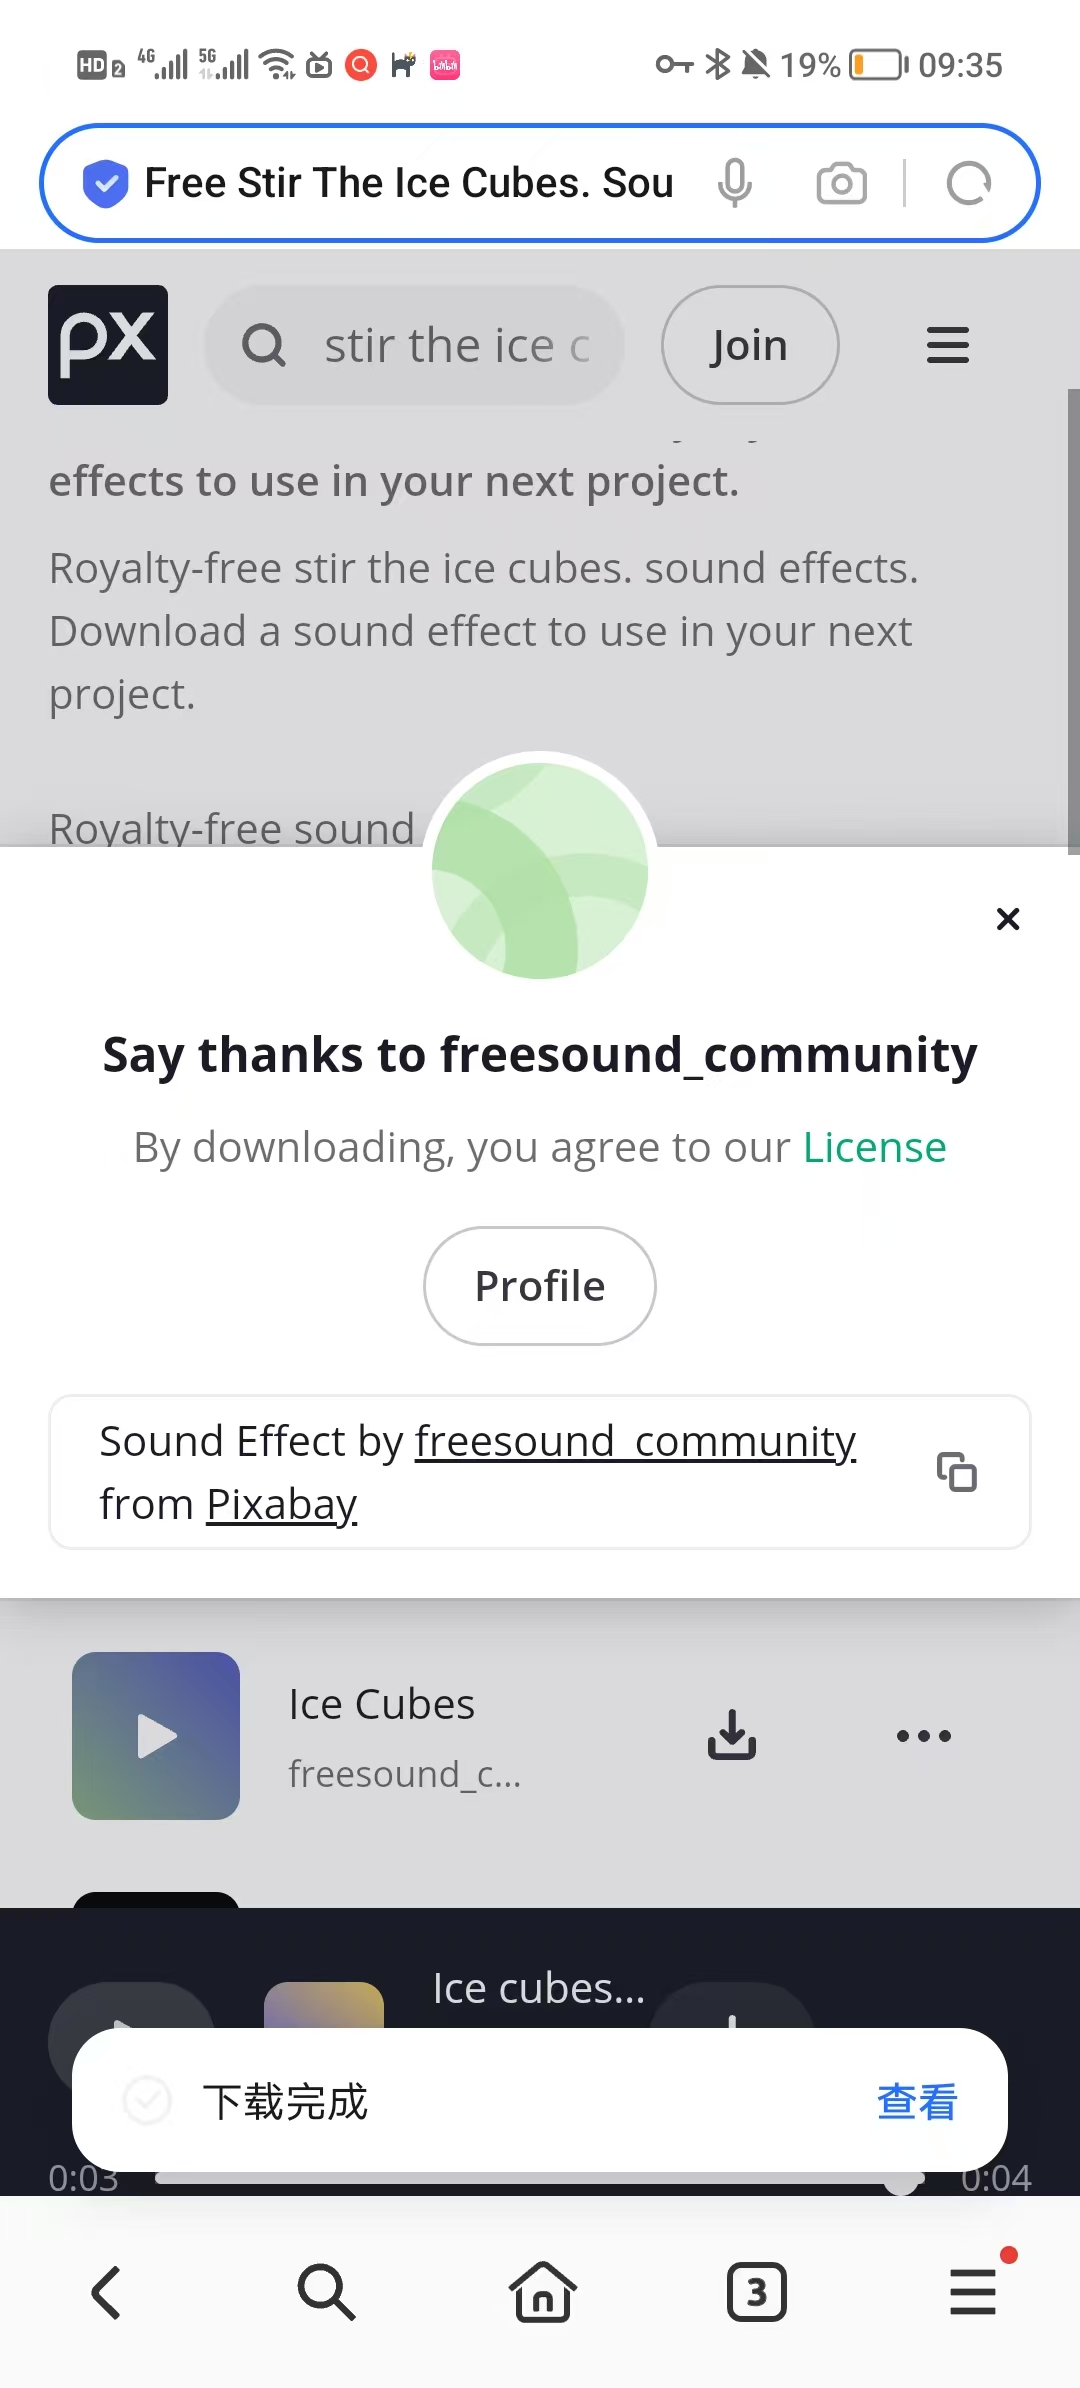 HD 2 4G 5G 19% 09:35
Free Stir The Ice Cubes. Sou
px stir the ice c Join
effects to use in your next project.
Royalty-free stir the ice cubes. sound effects.
Download a sound effect to use in your next
project.
Royalty-free sound
Say thanks to freesound_community
By downloading, you agree to our License
Profile
Sound Effect by freesound_community
from Pixabay
Ice Cubes
freesound_c...
Ice cubes...
下载完成 查看
0:03 0:04
3